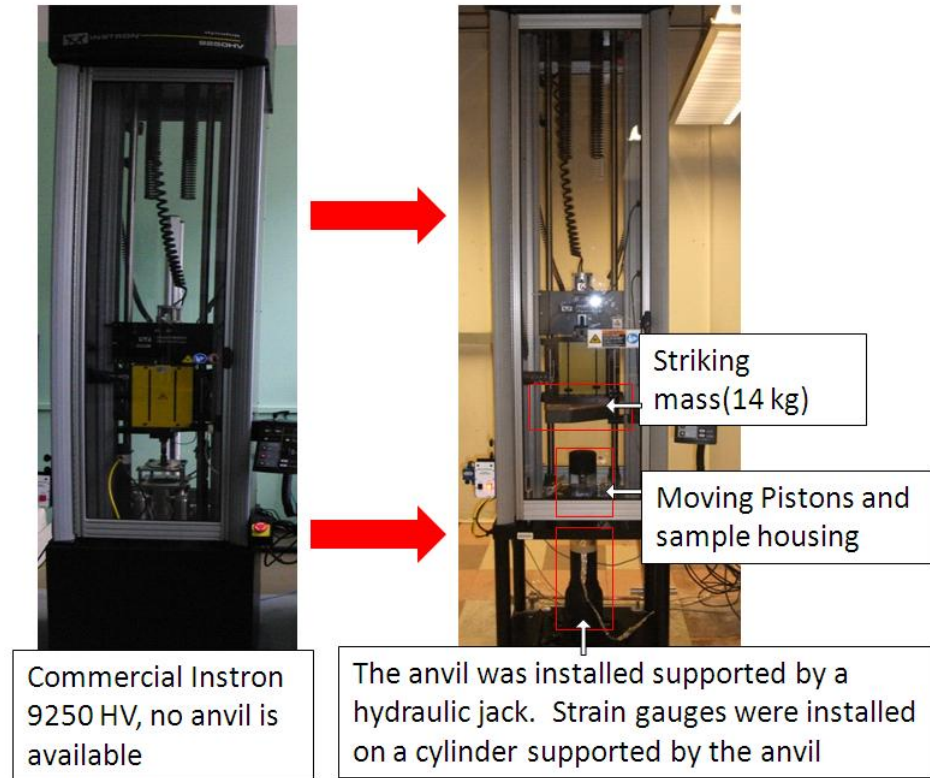 INSTRON
9250HV
Striking
mass(14 kg)
Moving Pistons and
sample housing
Commercial Instron
9250 HV, no anvil is
available
The anvil was installed supported by a
hydraulic jack.  Strain gauges were installed
on a cylinder supported by the anvil